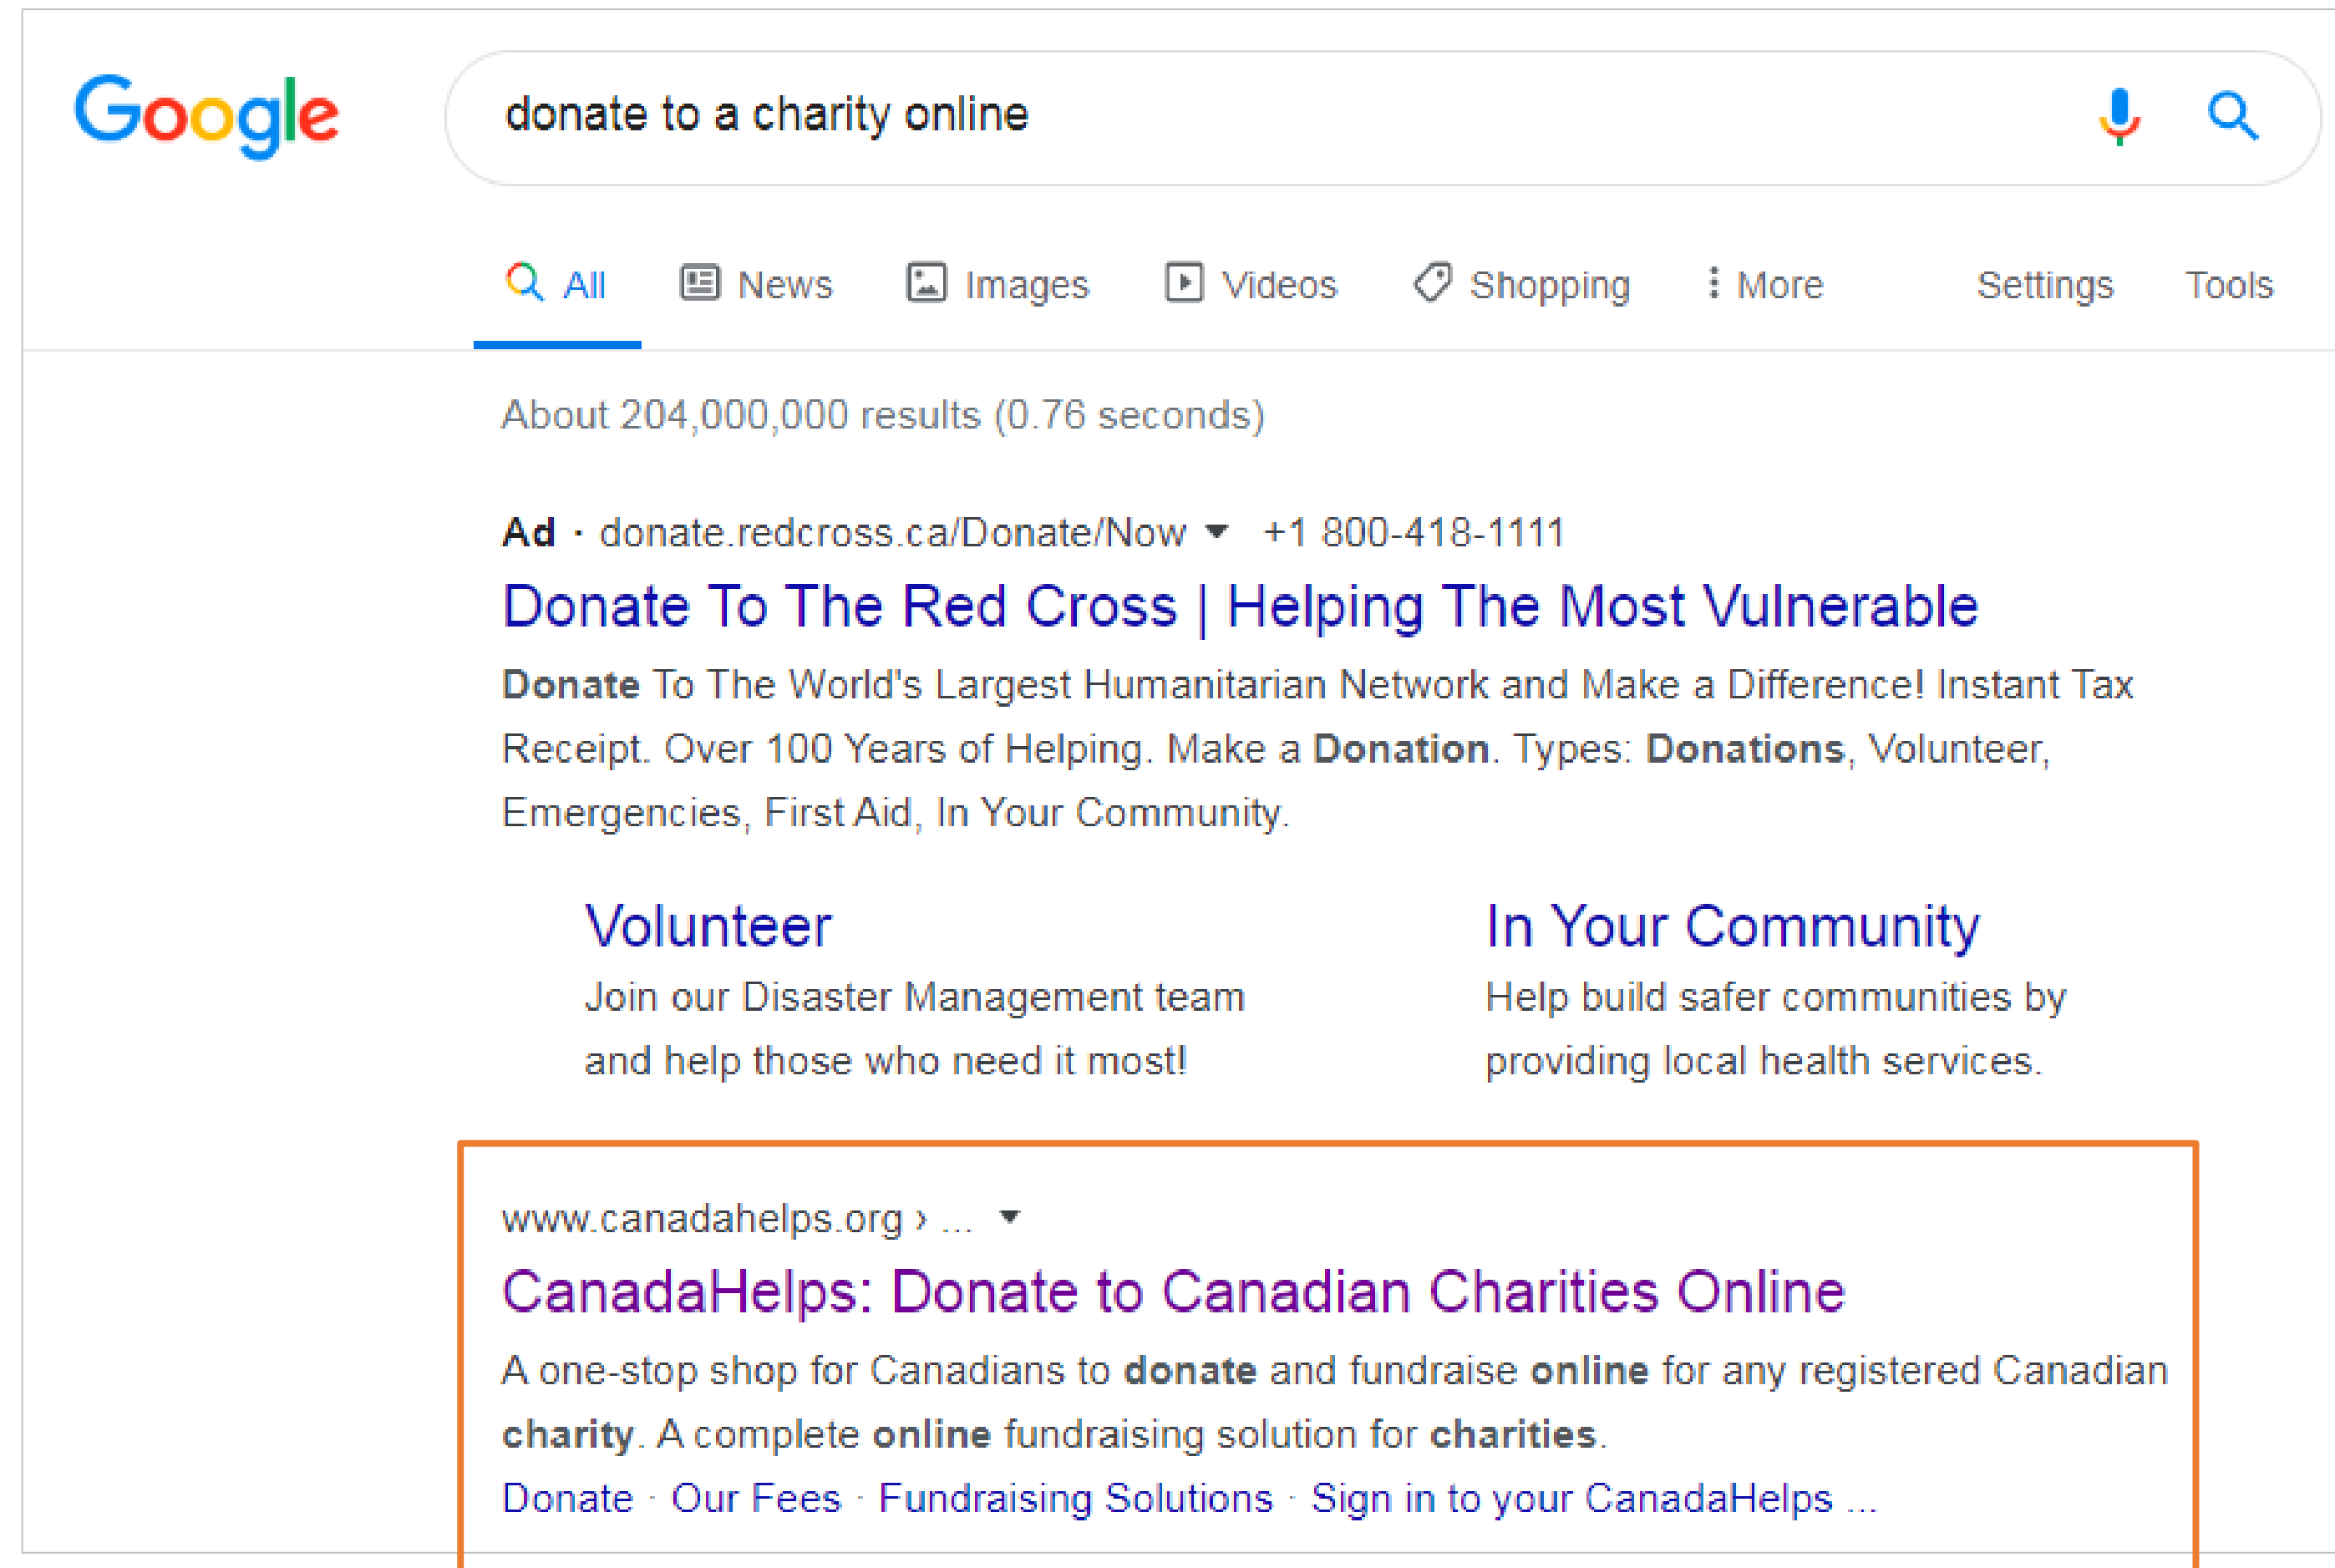 Google
donate to a charity online
All News Images Videos Shopping More Settings Tools
About 204,000,000 results (0.76 seconds)
Ad · donate.redcross.ca/Donate/Now +1 800-418-1111
Donate To The Red Cross | Helping The Most Vulnerable
Donate To The World's Largest Humanitarian Network and Make a Difference! Instant Tax
Receipt. Over 100 Years of Helping. Make a Donation. Types: Donations, Volunteer,
Emergencies, First Aid, In Your Community.
Volunteer
Join our Disaster Management team
and help those who need it most!
In Your Community
Help build safer communities by
providing local health services.
www.canadahelps.org › ...
CanadaHelps: Donate to Canadian Charities Online
A one-stop shop for Canadians to donate and fundraise online for any registered Canadian
charity. A complete online fundraising solution for charities.
Donate · Our Fees · Fundraising Solutions · Sign in to your CanadaHelps ...